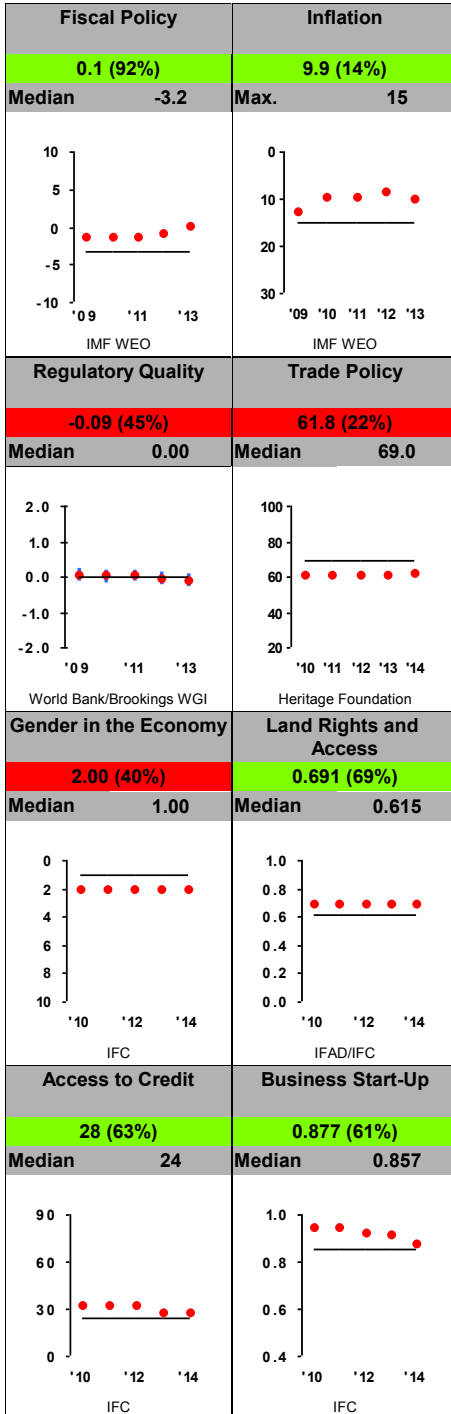 Fiscal Policy
0.1 (92%)
Median -3.2
10
5
0
-5
-10
'09 '11 '13
IMF WEO
Inflation
9.9 (14%)
Max. 15
0
10
20
30
'09 '10 '11 '12 '13
IMF WEO
Regulatory Quality
-0.09 (45%)
Median 0.00
2.0
1.0
0.0
-1.0
-2.0
'09 '11 '13
World Bank/Brookings WGI
Trade Policy
61.8 (22%)
Median 69.0
100
80
60
40
20
'10 '11 '12 '13 '14
Heritage Foundation
Gender in the Economy
2.00 (40%)
Median 1.00
0
2
4
6
8
10
'10 '12 '14
IFC
Land Rights and
Access
0.691 (69%)
Median 0.615
1.0
0.8
0.6
0.4
0.2
0.0
'10 '12 '14
IFAD/IFC
Access to Credit
28 (63%)
Median 24
90
60
30
0
'10 '12 '14
IFC
Business Start-Up
0.877 (61%)
Median 0.857
1.0
0.8
0.6
0.4
'10 '12 '14
IFC